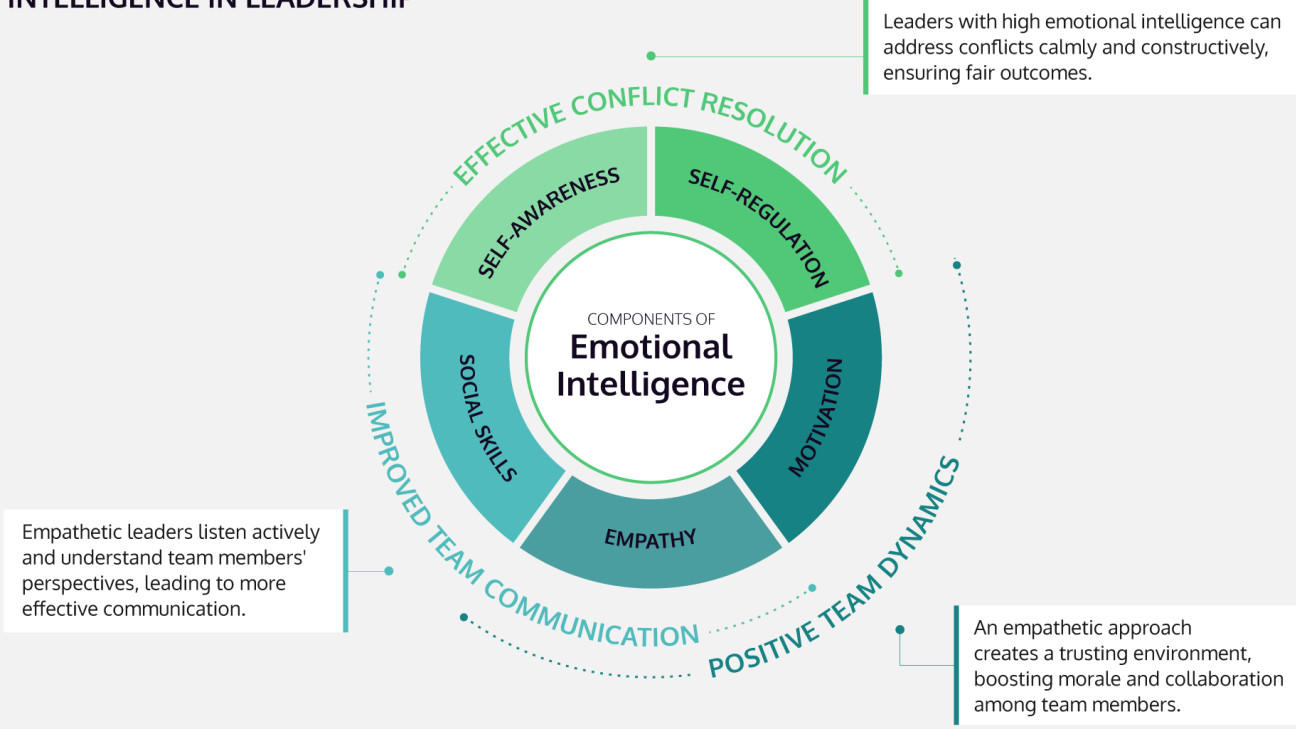 INTELLIGENCE IN LEADERSHIP
Leaders with high emotional intelligence can
address conflicts calmly and constructively,
ensuring fair outcomes.
EFFECTIVE CONFLICT RESOLUTION
SELF-AWARENESS
SELF-REGULATION
COMPONENTS OF
Emotional
Intelligence
SOCIAL SKILLS
MOTIVATION
EMPATHY
IMPROVED TEAM COMMUNICATION
POSITIVE TEAM DYNAMICS
Empathetic leaders listen actively
and understand team members'
perspectives, leading to more
effective communication.
An empathetic approach
creates a trusting environment,
boosting morale and collaboration
among team members.